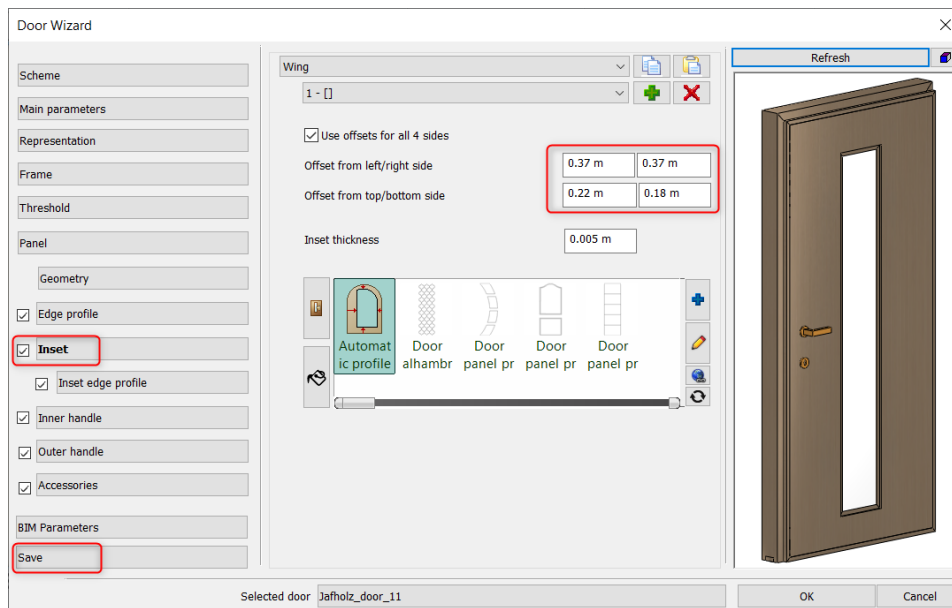 Door Wizard
Scheme
Main parameters
Representation
Frame
Threshold
Panel
Geometry
Edge profile
Inset
Inset edge profile
Inner handle
Outer handle
Accessories
BIM Parameters
Save
Wing
1 - []
Use offsets for all 4 sides
Offset from left/right side 0.37 m 0.37 m
Offset from top/bottom side 0.22 m 0.18 m
Inset thickness 0.005 m
Automat Door Door Door Door
ic profile alhambr panel pr panel pr panel pr
Refresh
Selected door Jafholz_door_11 OK Cancel